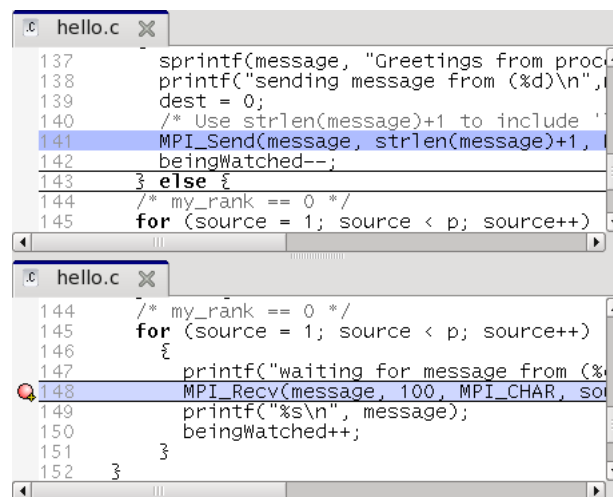 .c hello.c
137 sprintf(message, "Greetings from proc
138 printf("sending message from (%d)\n",
139 dest = 0;
140 /* Use strlen(message)+1 to include '
141 MPI_Send(message, strlen(message)+1,
142 beingWatched--;
143 } else {
144 /* my_rank == 0 */
145 for (source = 1; source < p; source++)
.c hello.c
144 /* my_rank == 0 */
145 for (source = 1; source < p; source++)
146 {
147 printf("waiting for message from (%
148 MPI_Recv(message, 100, MPI_CHAR, sou
149 printf("%s\n", message);
150 beingWatched++;
151 }
152 }